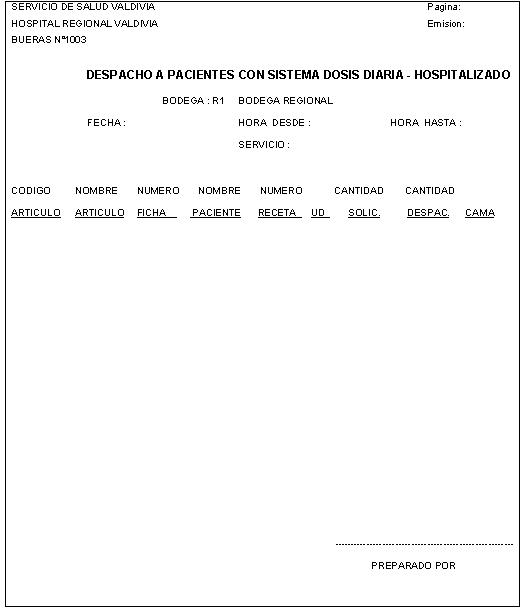 SERVICIO DE SALUD VALDIVIA Pagina:
HOSPITAL REGIONAL VALDIVIA Emision:
BUERAS Nº1003
DESPACHO A PACIENTES CON SISTEMA DOSIS DIARIA - HOSPITALIZADO
BODEGA : R1 BODEGA REGIONAL
FECHA : HORA DESDE : HORA HASTA :
SERVICIO :
CODIGO NOMBRE NUMERO NOMBRE NUMERO CANTIDAD CANTIDAD
ARTICULO ARTICULO FICHA PACIENTE RECETA UD SOLIC. DESPAC. CAMA
PREPARADO POR